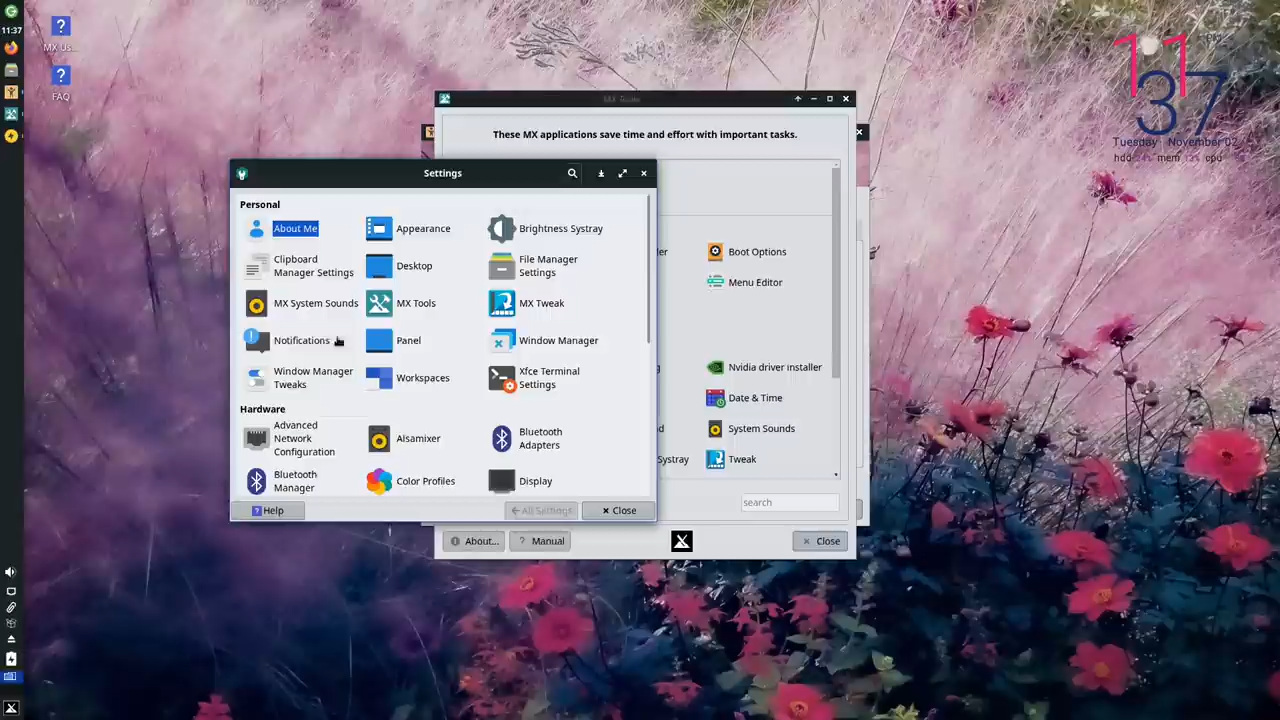 11:37
MX Us...
FAQ
11
37
Tuesday November 02
hdd mem cpu
MX Tools
These MX applications save time and effort with important tasks.
Settings
Personal
About Me
Appearance
Brightness Systray
Clipboard
Manager Settings
Desktop
File Manager
Settings
MX System Sounds
MX Tools
MX Tweak
Notifications
Panel
Window Manager
Window Manager
Tweaks
Workspaces
Xfce Terminal
Settings
Hardware
Advanced
Network
Configuration
Alsamixer
Bluetooth
Adapters
Bluetooth
Manager
Color Profiles
Display
Help
All Settings
Close
Boot Options
Menu Editor
Nvidia driver installer
Date & Time
System Sounds
Systray
Tweak
search
About...
Manual
Close